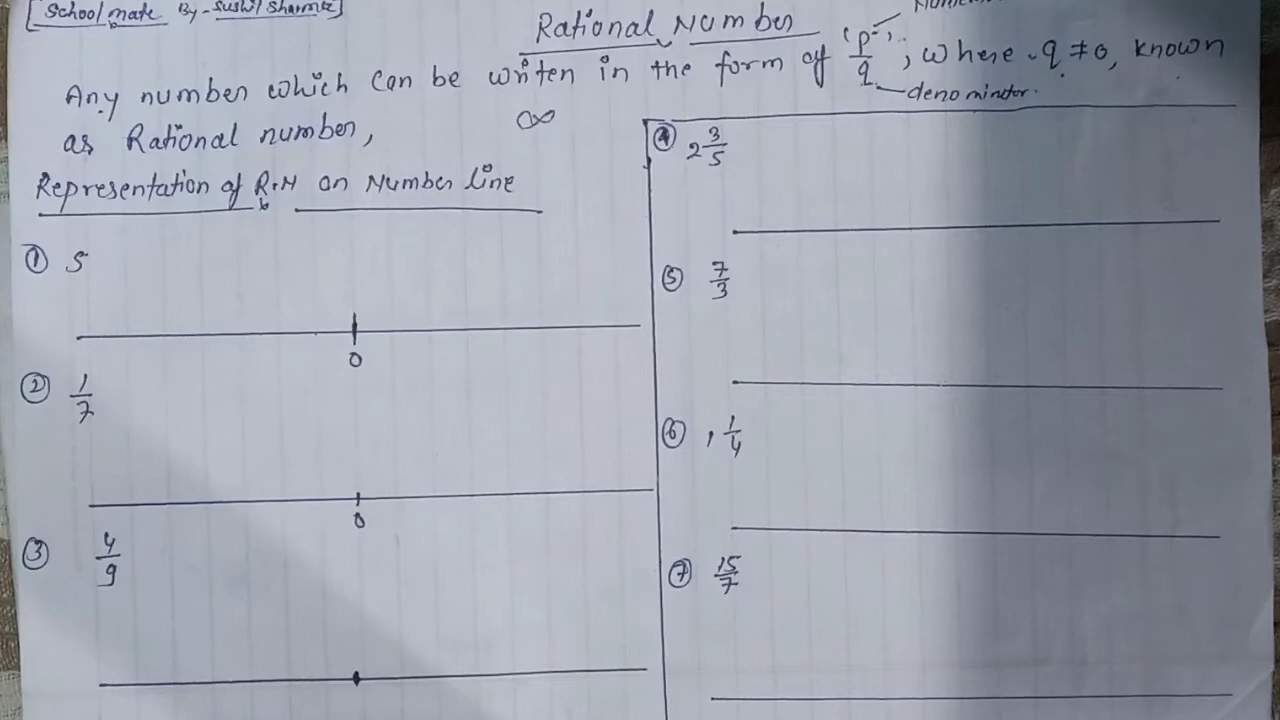 [School mate By - Sushil Sharma]
Rational Number
Any number which can be written in the form of p/q, where q ≠ 0, known
denominator.
as Rational number,
∞
Representation of R.N on Number line
① 5
0
② 1/7
0
③ 4/9
④ 2 3/5
⑤ 7/3
⑥ 1 1/4
⑦ 15/7